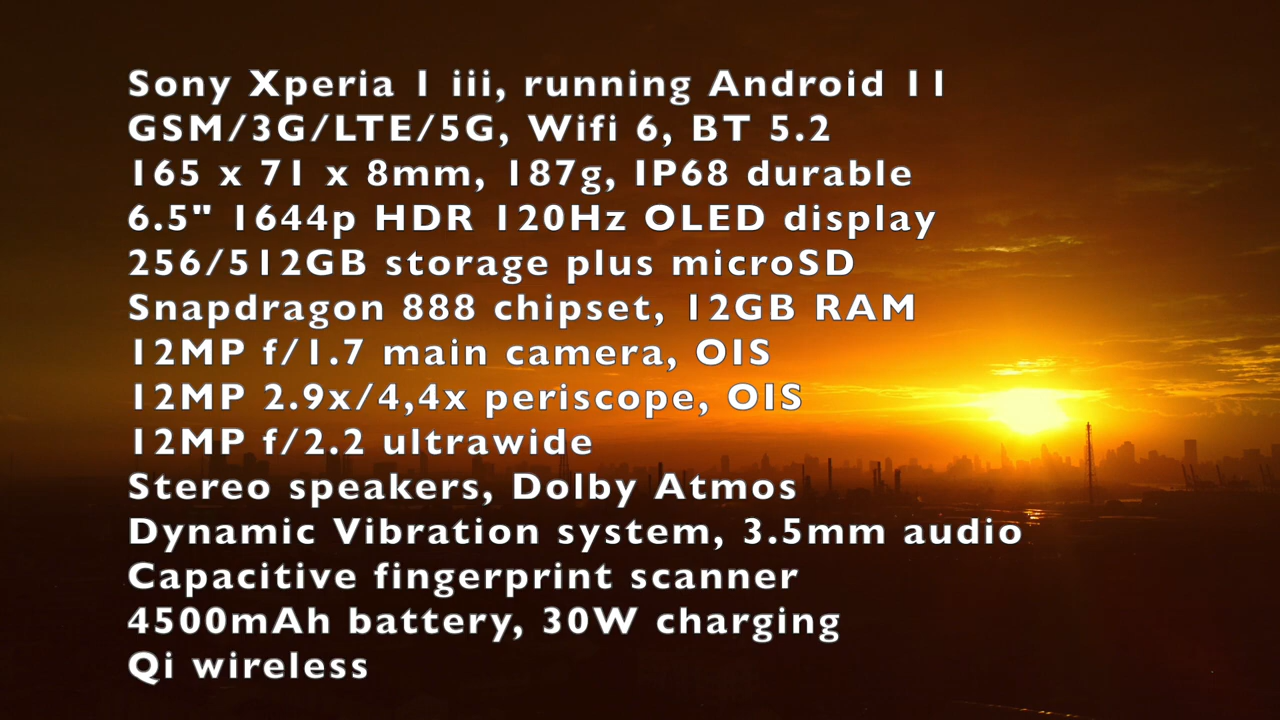 Sony Xperia 1 iii, running Android 11
GSM/3G/LTE/5G, Wifi 6, BT 5.2
165 x 71 x 8mm, 187g, IP68 durable
6.5" 1644p HDR 120Hz OLED display
256/512GB storage plus microSD
Snapdragon 888 chipset, 12GB RAM
12MP f/1.7 main camera, OIS
12MP 2.9x/4,4x periscope, OIS
12MP f/2.2 ultrawide
Stereo speakers, Dolby Atmos
Dynamic Vibration system, 3.5mm audio
Capacitive fingerprint scanner
4500mAh battery, 30W charging
Qi wireless